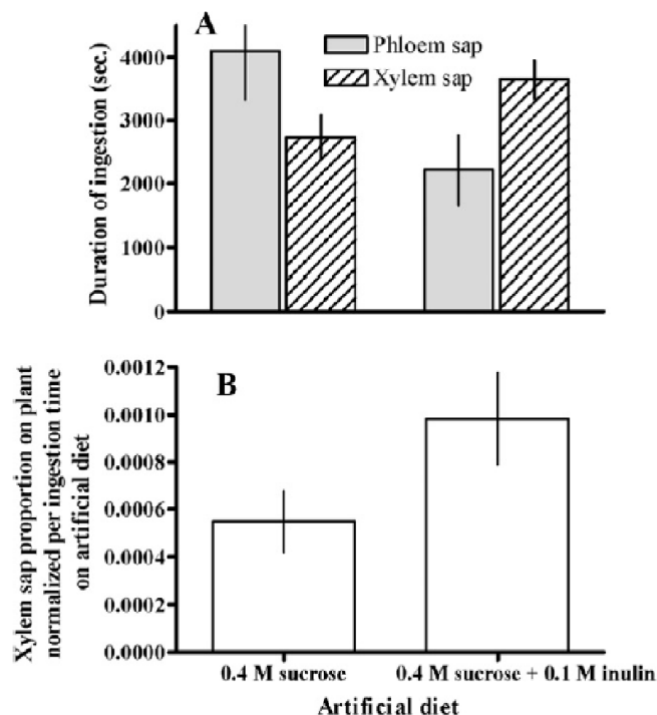 A
Phloem sap
Xylem sap
Duration of ingestion (sec.)
4000
3000
2000
1000
0
B
Xylem sap proportion on plant
normalized per ingestion time
on artificial diet
0.0012
0.0010
0.0008
0.0006
0.0004
0.0002
0.0000
0.4 M sucrose
0.4 M sucrose + 0.1 M inulin
Artificial diet